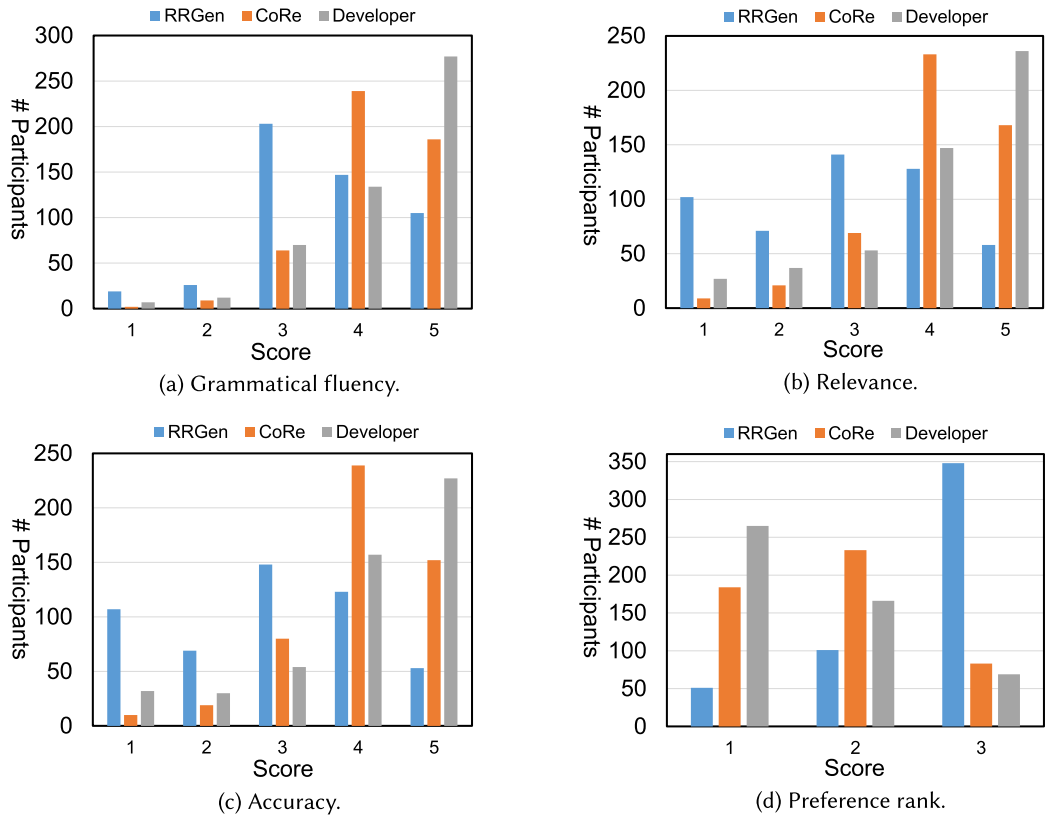 RRGen CoRe Developer
300
250
200
150
100
50
0
# Participants
1 2 3 4 5
Score
(a) Grammatical fluency.
RRGen CoRe Developer
250
200
150
100
50
0
# Participants
1 2 3 4 5
Score
(b) Relevance.
RRGen CoRe Developer
250
200
150
100
50
0
# Participants
1 2 3 4 5
Score
(c) Accuracy.
RRGen CoRe Developer
350
300
250
200
150
100
50
0
# Participants
1 2 3
Score
(d) Preference rank.